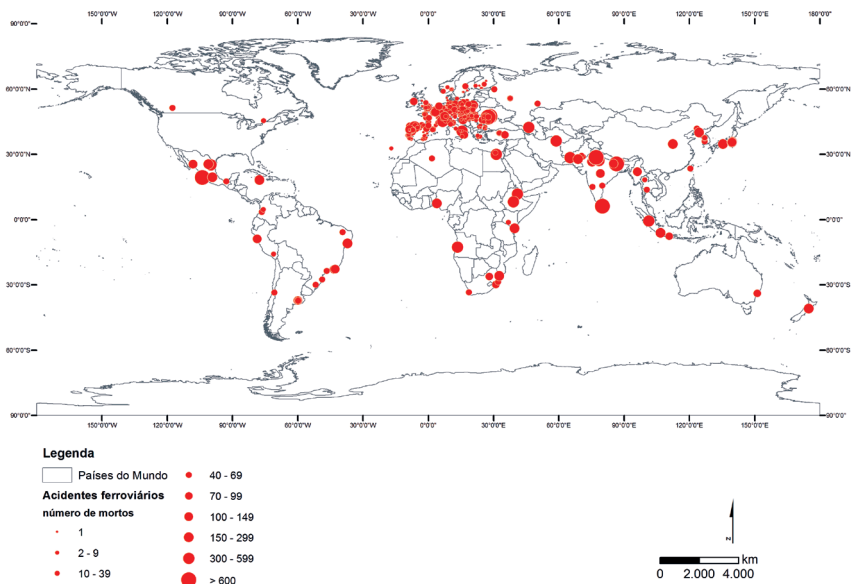 150°0'0"W 120°0'0"W 90°0'0"W 60°0'0"W 30°0'0"W 0°0'0" 30°0'0"E 60°0'0"E 90°0'0"E 120°0'0"E 150°0'0"E 180°0'0"
90°0'0" 90°0'0"
60°0'0"N 60°0'0"N
30°0'0"N 30°0'0"N
0°0'0" 0°0'0"
30°0'0"S 30°0'0"S
60°0'0"S 60°0'0"S
90°0'0" 90°0'0"
150°0'0"W 120°0'0"W 90°0'0"W 60°0'0"W 30°0'0"W 0°0'0" 30°0'0"E 60°0'0"E 90°0'0"E 120°0'0"E 150°0'0"E 180°0'0"
Legenda
Países do Mundo
Acidentes ferroviários
número de mortos
1
2 - 9
10 - 39
40 - 69
70 - 99
100 - 149
150 - 299
300 - 599
> 600
N
km
0 2.000 4.000